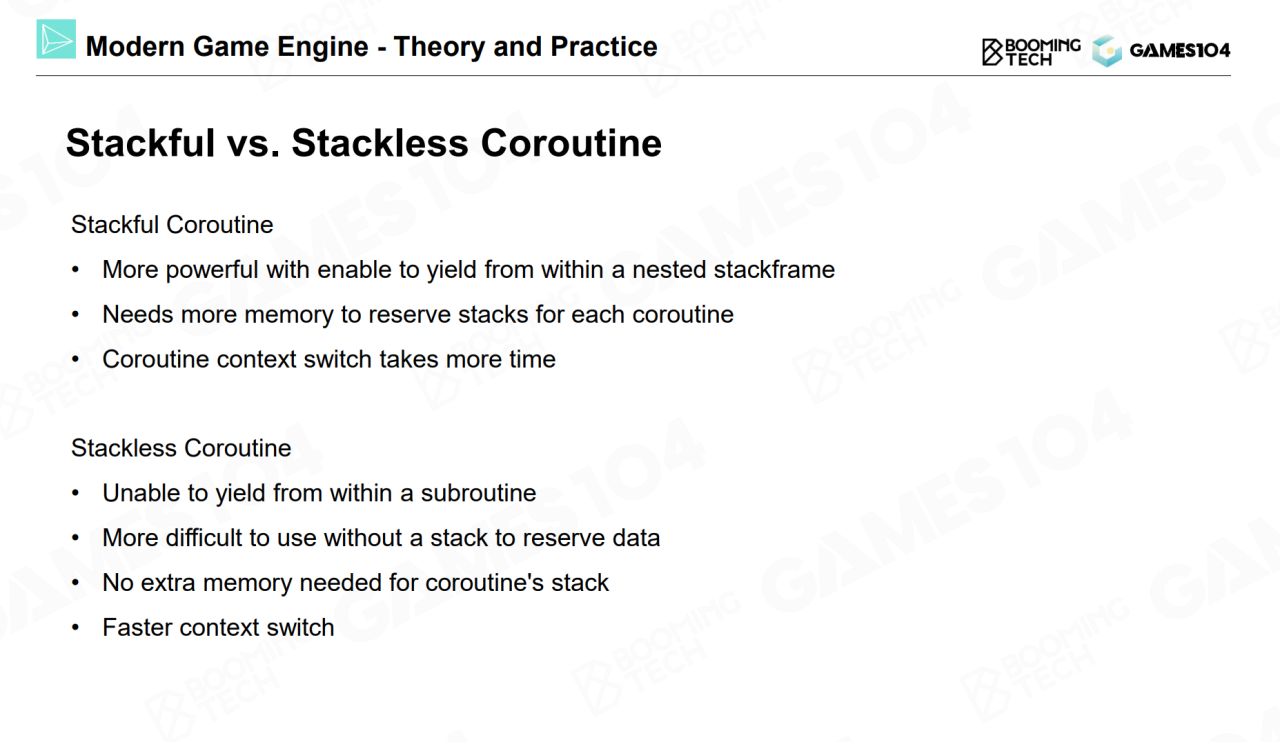 Modern Game Engine - Theory and Practice
BOOMING
TECH
GAMES104
Stackful vs. Stackless Coroutine
Stackful Coroutine
• More powerful with enable to yield from within a nested stackframe
• Needs more memory to reserve stacks for each coroutine
• Coroutine context switch takes more time
Stackless Coroutine
• Unable to yield from within a subroutine
• More difficult to use without a stack to reserve data
• No extra memory needed for coroutine's stack
• Faster context switch